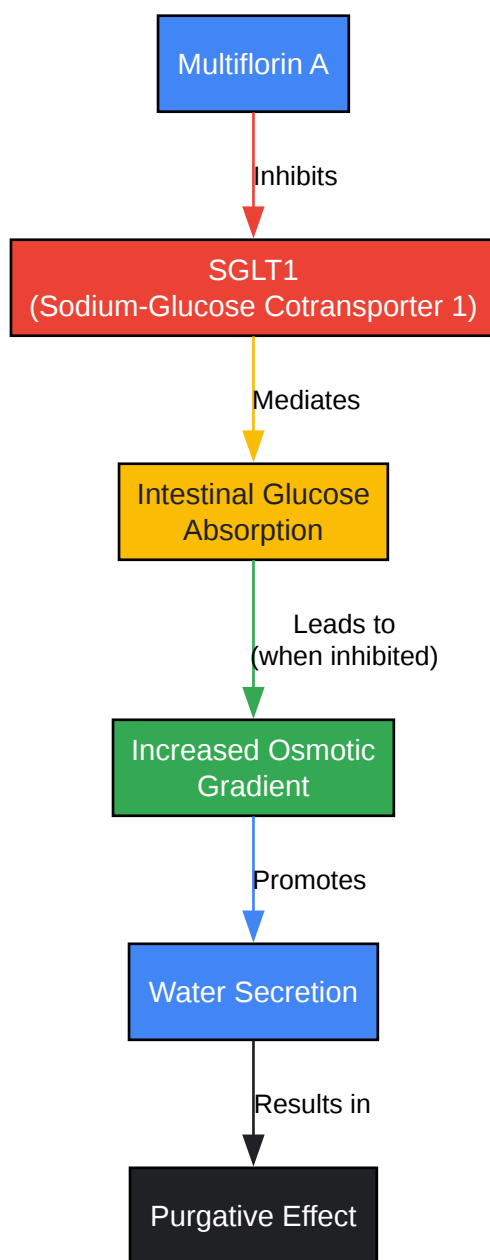 Multiflorin A
Inhibits
SGLT1
(Sodium-Glucose Cotransporter 1)
Mediates
Intestinal Glucose
Absorption
Leads to
(when inhibited)
Increased Osmotic
Gradient
Promotes
Water Secretion
Results in
Purgative Effect